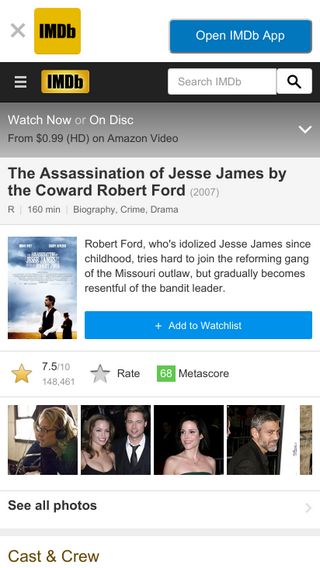 IMDb
Open IMDb App
IMDb
Search IMDb
Watch Now or On Disc
From $0.99 (HD) on Amazon Video
The Assassination of Jesse James by
the Coward Robert Ford (2007)
R | 160 min | Biography, Crime, Drama
Robert Ford, who's idolized Jesse James since
childhood, tries hard to join the reforming gang
of the Missouri outlaw, but gradually becomes
resentful of the bandit leader.
+ Add to Watchlist
7.5/10
148,461
Rate
68 Metascore
See all photos
Cast & Crew